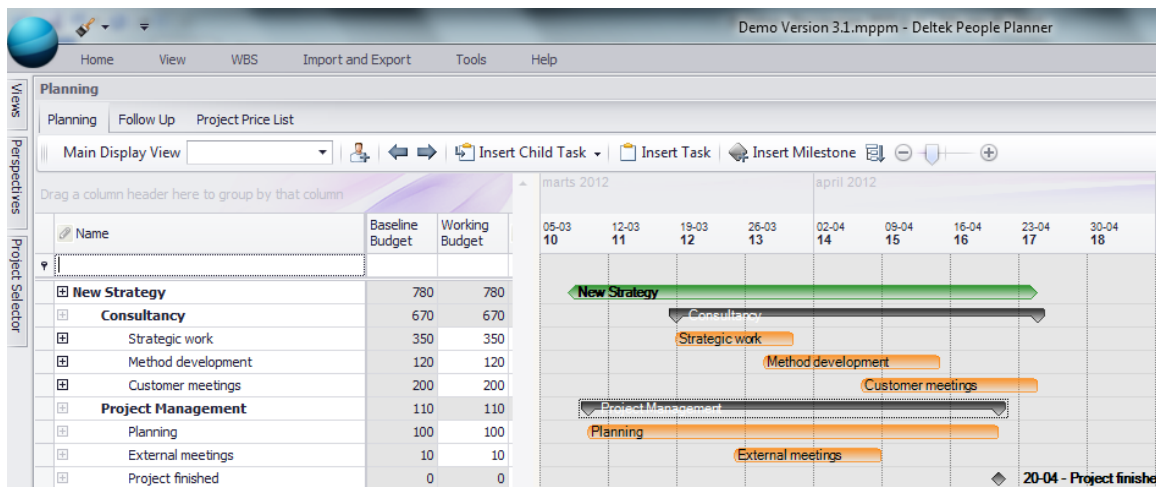 Demo Version 3.1.mppm - Deltek People Planner
Home View WBS Import and Export Tools Help
Views
Perspectives
Project Selector
Planning
Planning Follow Up Project Price List
Main Display View Insert Child Task Insert Task Insert Milestone
Drag a column header here to group by that column
marts 2012 april 2012
Name Baseline Budget Working Budget
05-03 12-03 19-03 26-03 02-04 09-04 16-04 23-04 30-04
10 11 12 13 14 15 16 17 18
New Strategy 780 780 New Strategy
Consultancy 670 670 Consultancy
Strategic work 350 350 Strategic work
Method development 120 120 Method development
Customer meetings 200 200 Customer meetings
Project Management 110 110 Project Management
Planning 100 100 Planning
External meetings 10 10 External meetings
Project finished 0 0 20-04 - Project finishe